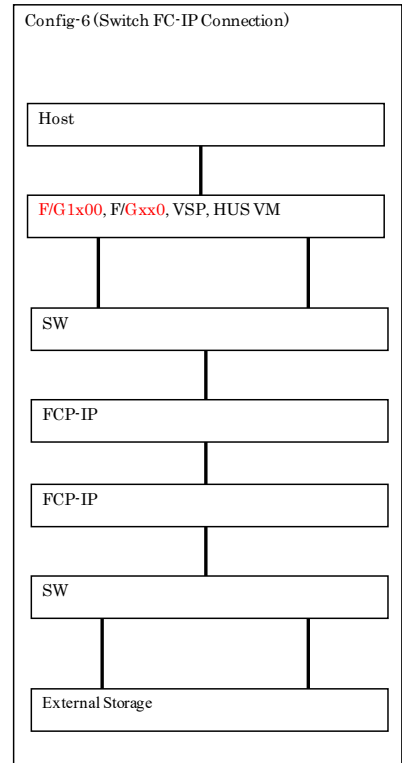 Config-6 (Switch FC-IP Connection)
Host
F/G1x00, F/Gxx0, VSP, HUS VM
SW
FCP-IP
FCP-IP
SW
External Storage